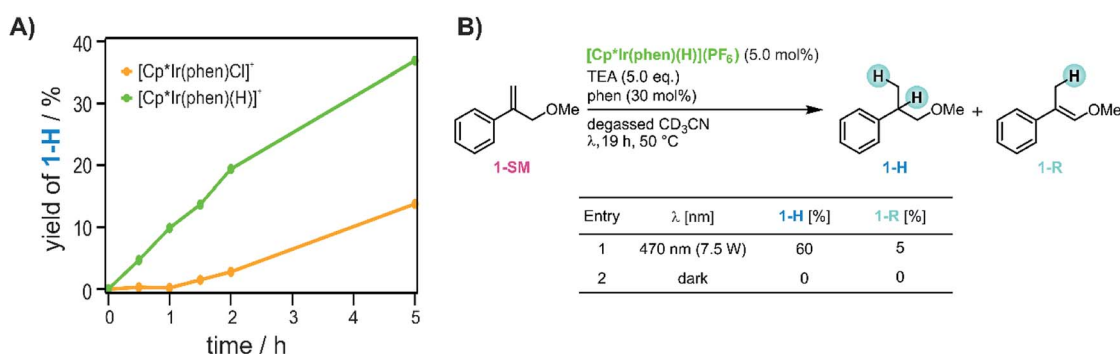 A)
yield of 1-H / %
40
30
20
10
0
[Cp*Ir(phen)Cl]⁺
[Cp*Ir(phen)(H)]⁺
0 1 2 3 4 5
time / h
B)
[Cp*Ir(phen)(H)](PF₆) (5.0 mol%)
TEA (5.0 eq.)
phen (30 mol%)
degassed CD₃CN
λ, 19 h, 50 °C
OMe
1-SM
H
H
OMe
1-H
+
H
OMe
1-R
Entry λ [nm] 1-H [%] 1-R [%]
1 470 nm (7.5 W) 60 5
2 dark 0 0